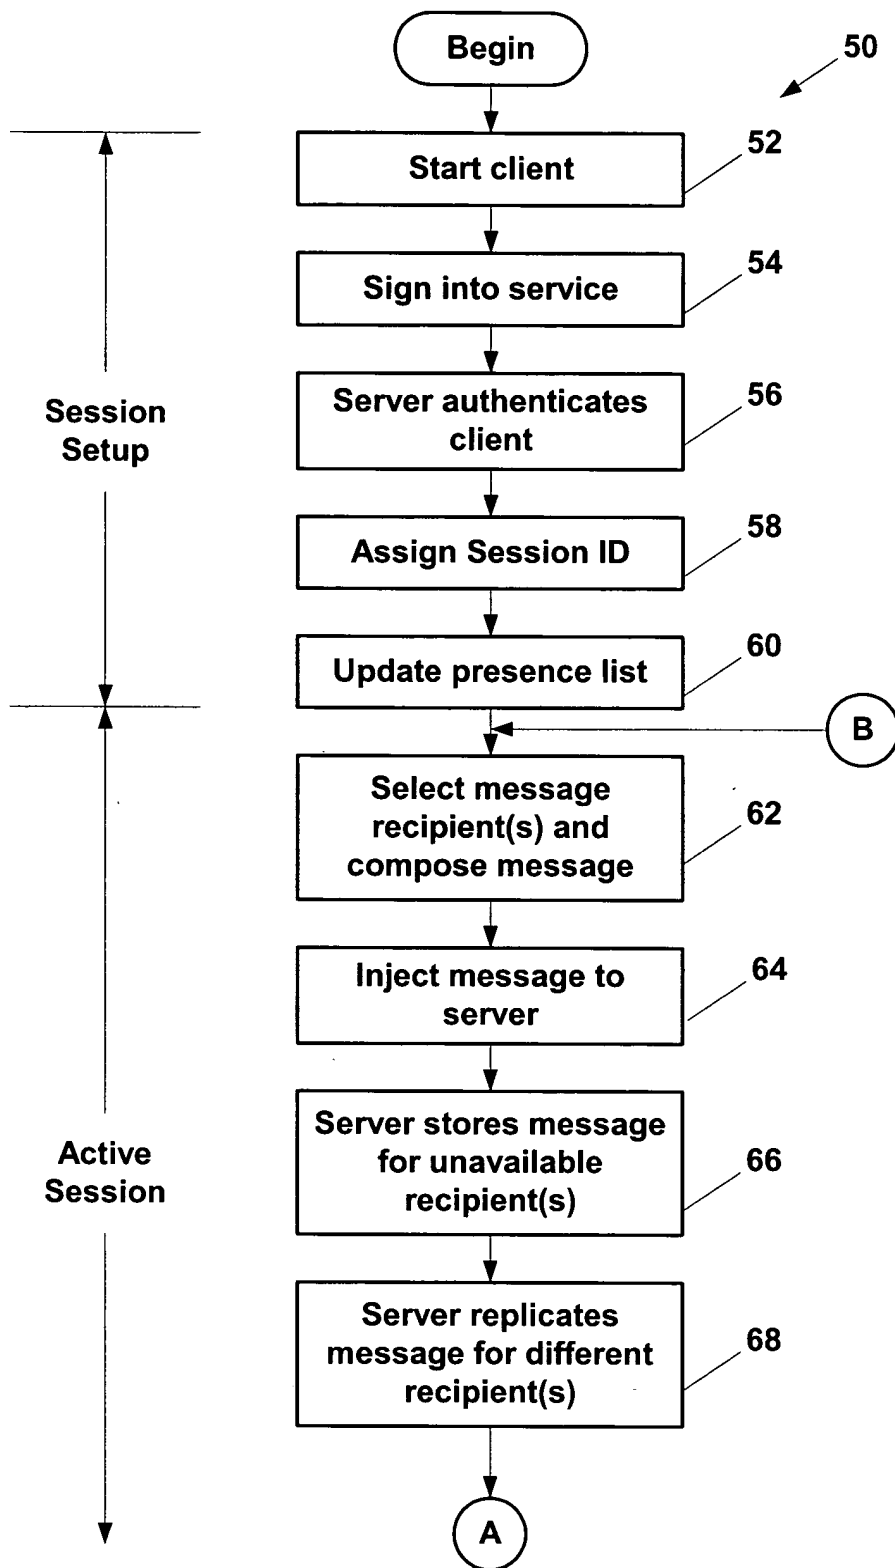 Begin
50
Start client
52
Sign into service
54
Server authenticates
client
56
Session
Setup
Assign Session ID
58
Update presence list
60
B
Select message
recipient(s) and
compose message
62
Inject message to
server
64
Server stores message
for unavailable
recipient(s)
66
Active
Session
Server replicates
message for different
recipient(s)
68
A